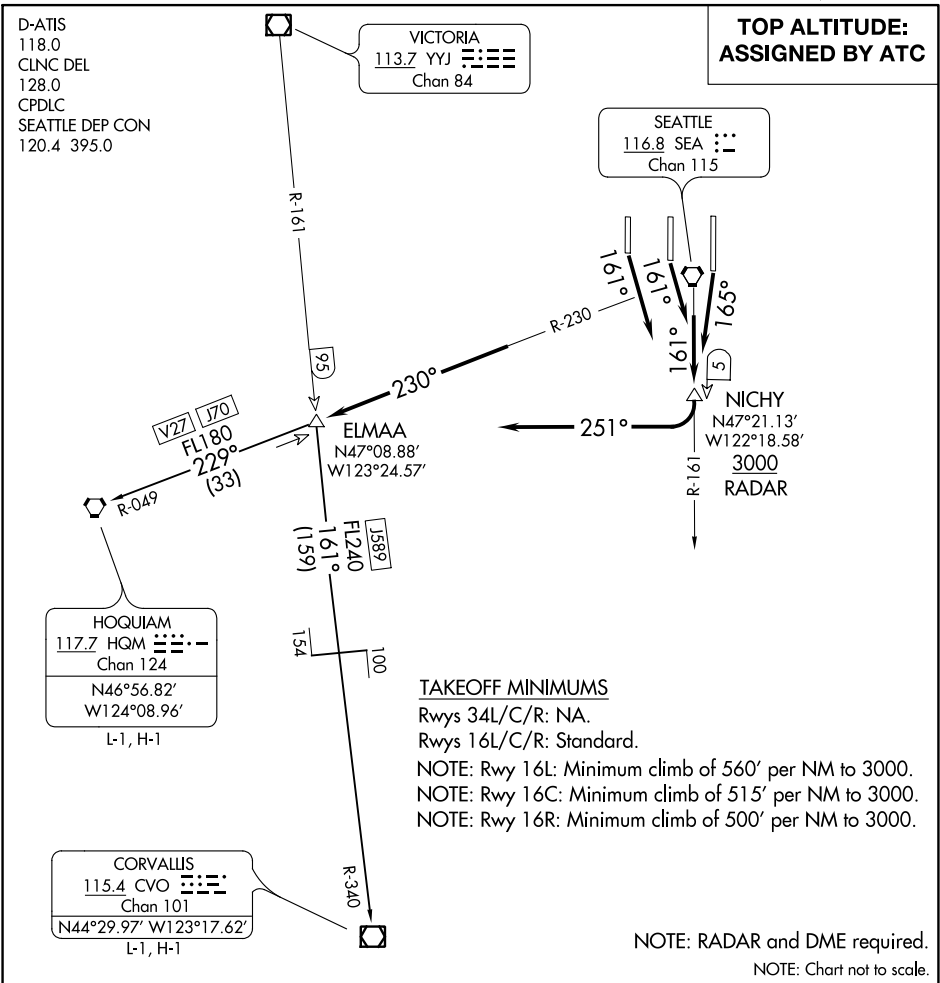 D-ATIS
118.0
CLNC DEL
128.0
CPDLC
SEATTLE DEP CON
120.4 395.0
VICTORIA
113.7 YYJ
Chan 84
TOP ALTITUDE:
ASSIGNED BY ATC
SEATTLE
116.8 SEA
Chan 115
R-161
161°
161°
161°
165°
R-230
230°
95
5
NICHY
N47°21.13'
W122°18.58'
3000
RADAR
251°
R-161
ELMAA
N47°08.88'
W123°24.57'
V27 J70
FL180
229°
(33)
R-049
J589
FL240
161°
(159)
HOQUIAM
117.7 HQM
Chan 124
N46°56.82'
W124°08.96'
L-1, H-1
154
100
TAKEOFF MINIMUMS
Rwys 34L/C/R: NA.
Rwys 16L/C/R: Standard.
NOTE: Rwy 16L: Minimum climb of 560' per NM to 3000.
NOTE: Rwy 16C: Minimum climb of 515' per NM to 3000.
NOTE: Rwy 16R: Minimum climb of 500' per NM to 3000.
CORVALLIS
115.4 CVO
Chan 101
N44°29.97' W123°17.62'
L-1, H-1
R-340
NOTE: RADAR and DME required.
NOTE: Chart not to scale.